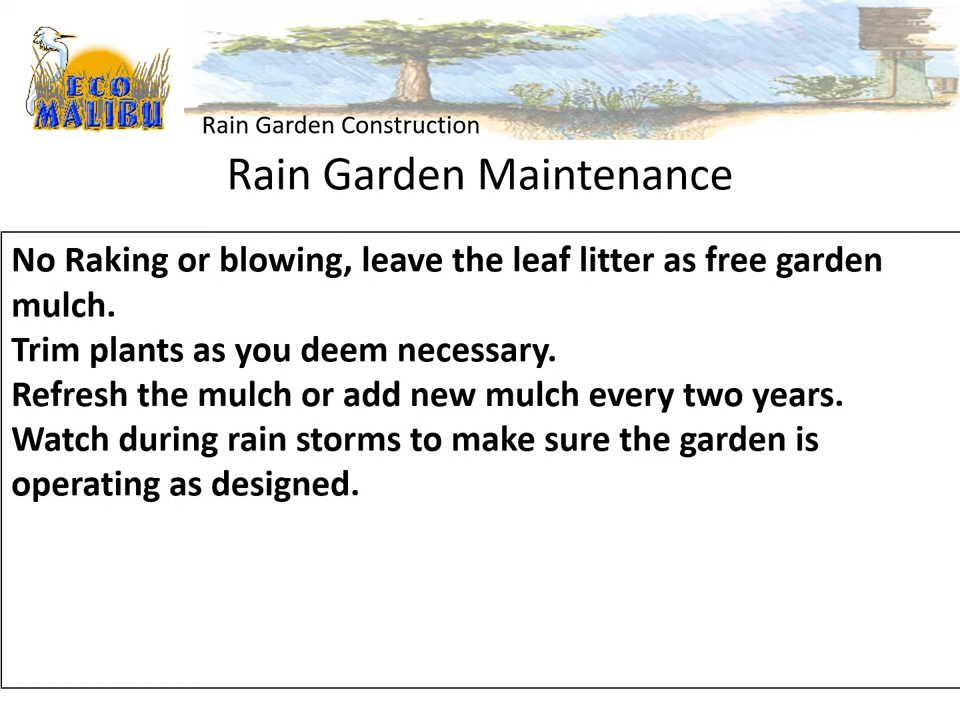 ECO
MALIBU
Rain Garden Construction
Rain Garden Maintenance
No Raking or blowing, leave the leaf litter as free garden
mulch.
Trim plants as you deem necessary.
Refresh the mulch or add new mulch every two years.
Watch during rain storms to make sure the garden is
operating as designed.